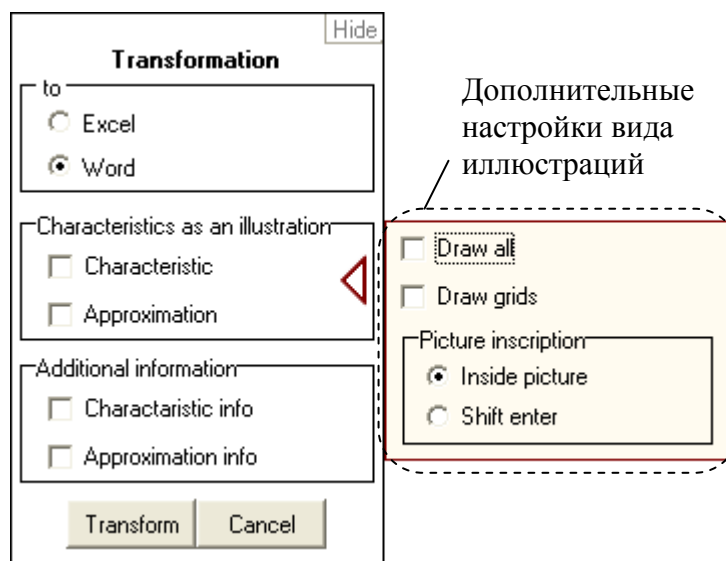 Hide
Transformation
to
Excel
Word
Characteristics as an illustration
Characteristic
Approximation
Additional information
Charactaristic info
Approximation info
Transform
Cancel
Дополнительные
настройки вида
иллюстраций
Draw all
Draw grids
Picture inscription
Inside picture
Shift enter